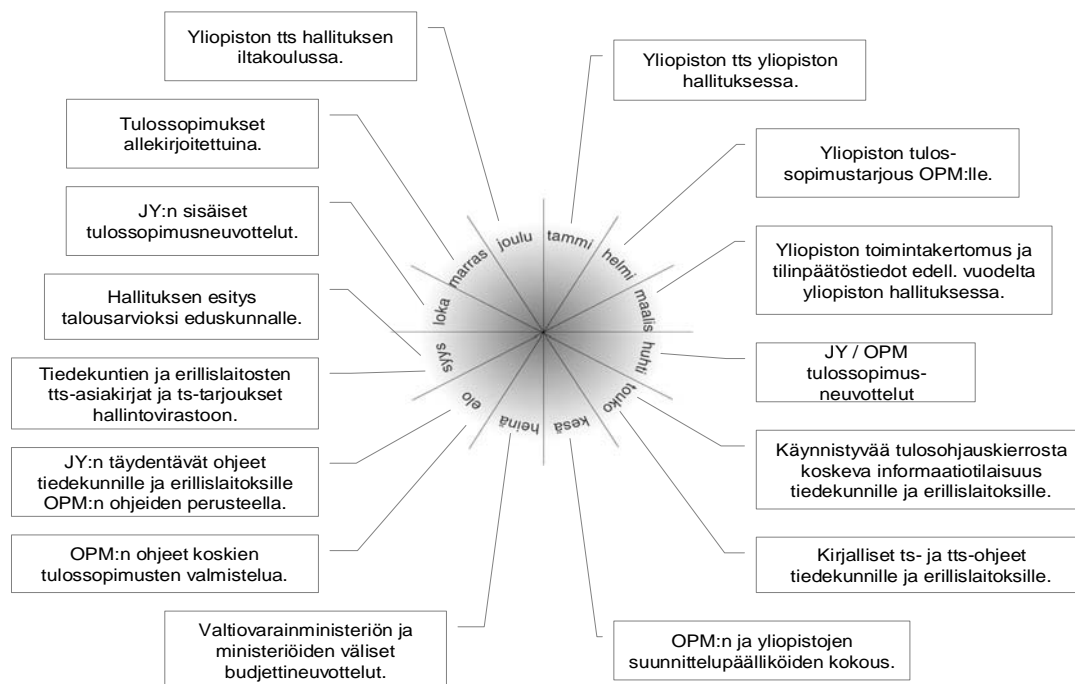 Yliopiston tts hallituksen
iltakoulussa.
Yliopiston tts yliopiston
hallituksessa.
Tulossopimukset
allekirjoitettuina.
Yliopiston tulos-
sopimustarjous OPM:lle.
JY:n sisäiset
tulossopimusneuvottelut.
Yliopiston toimintakertomus ja
tilinpäätöstiedot edell. vuodelta
yliopiston hallituksessa.
Hallituksen esitys
talousarvioksi eduskunnalle.
JY / OPM
tulossopimus-
neuvottelut
Tiedekuntien ja erillislaitosten
tts-asiakirjat ja ts-tarjoukset
hallintovirastoon.
Käynnistyvää tulosohjauskierrosta
koskeva informaatiotilaisuus
tiedekunnille ja erillislaitoksille.
JY:n täydentävät ohjeet
tiedekunnille ja erillislaitoksille
OPM:n ohjeiden perusteella.
Kirjalliset ts- ja tts-ohjeet
tiedekunnille ja erillislaitoksille.
OPM:n ohjeet koskien
tulossopimusten valmistelua.
Valtiovarainministeriön ja
ministeriöiden väliset
budjettineuvottelut.
OPM:n ja yliopistojen
suunnittelupäälliköiden kokous.
tammi
helmi
maalis
huhti
touko
kesä
heinä
elo
syys
loka
marras
joulu